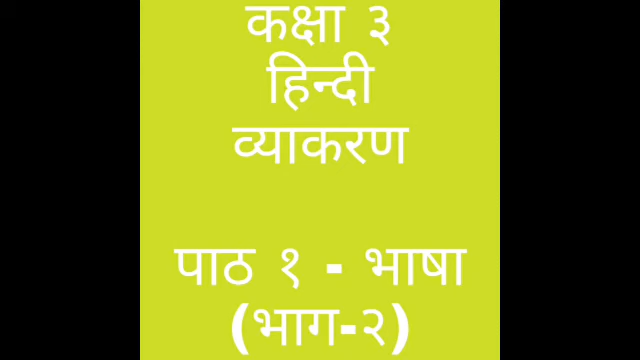 कक्षा ३
हिन्दी
व्याकरण
पाठ १ - भाषा
(भाग-२)